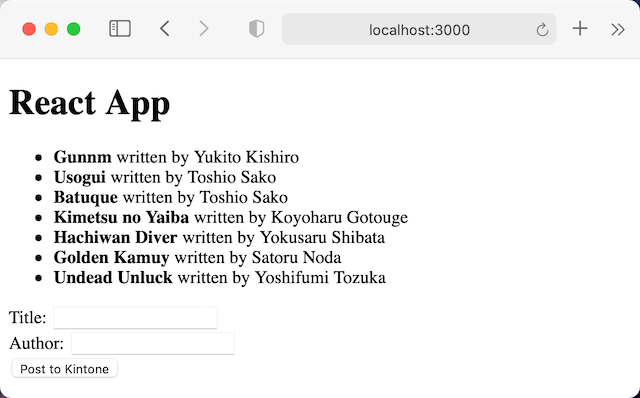 localhost:3000
React App
Gunnm written by Yukito Kishiro
Usogui written by Toshio Sako
Batuque written by Toshio Sako
Kimetsu no Yaiba written by Koyoharu Gotouge
Hachiwan Diver written by Yokusaru Shibata
Golden Kamuy written by Satoru Noda
Undead Unluck written by Yoshifumi Tozuka
Title:
Author:
Post to Kintone